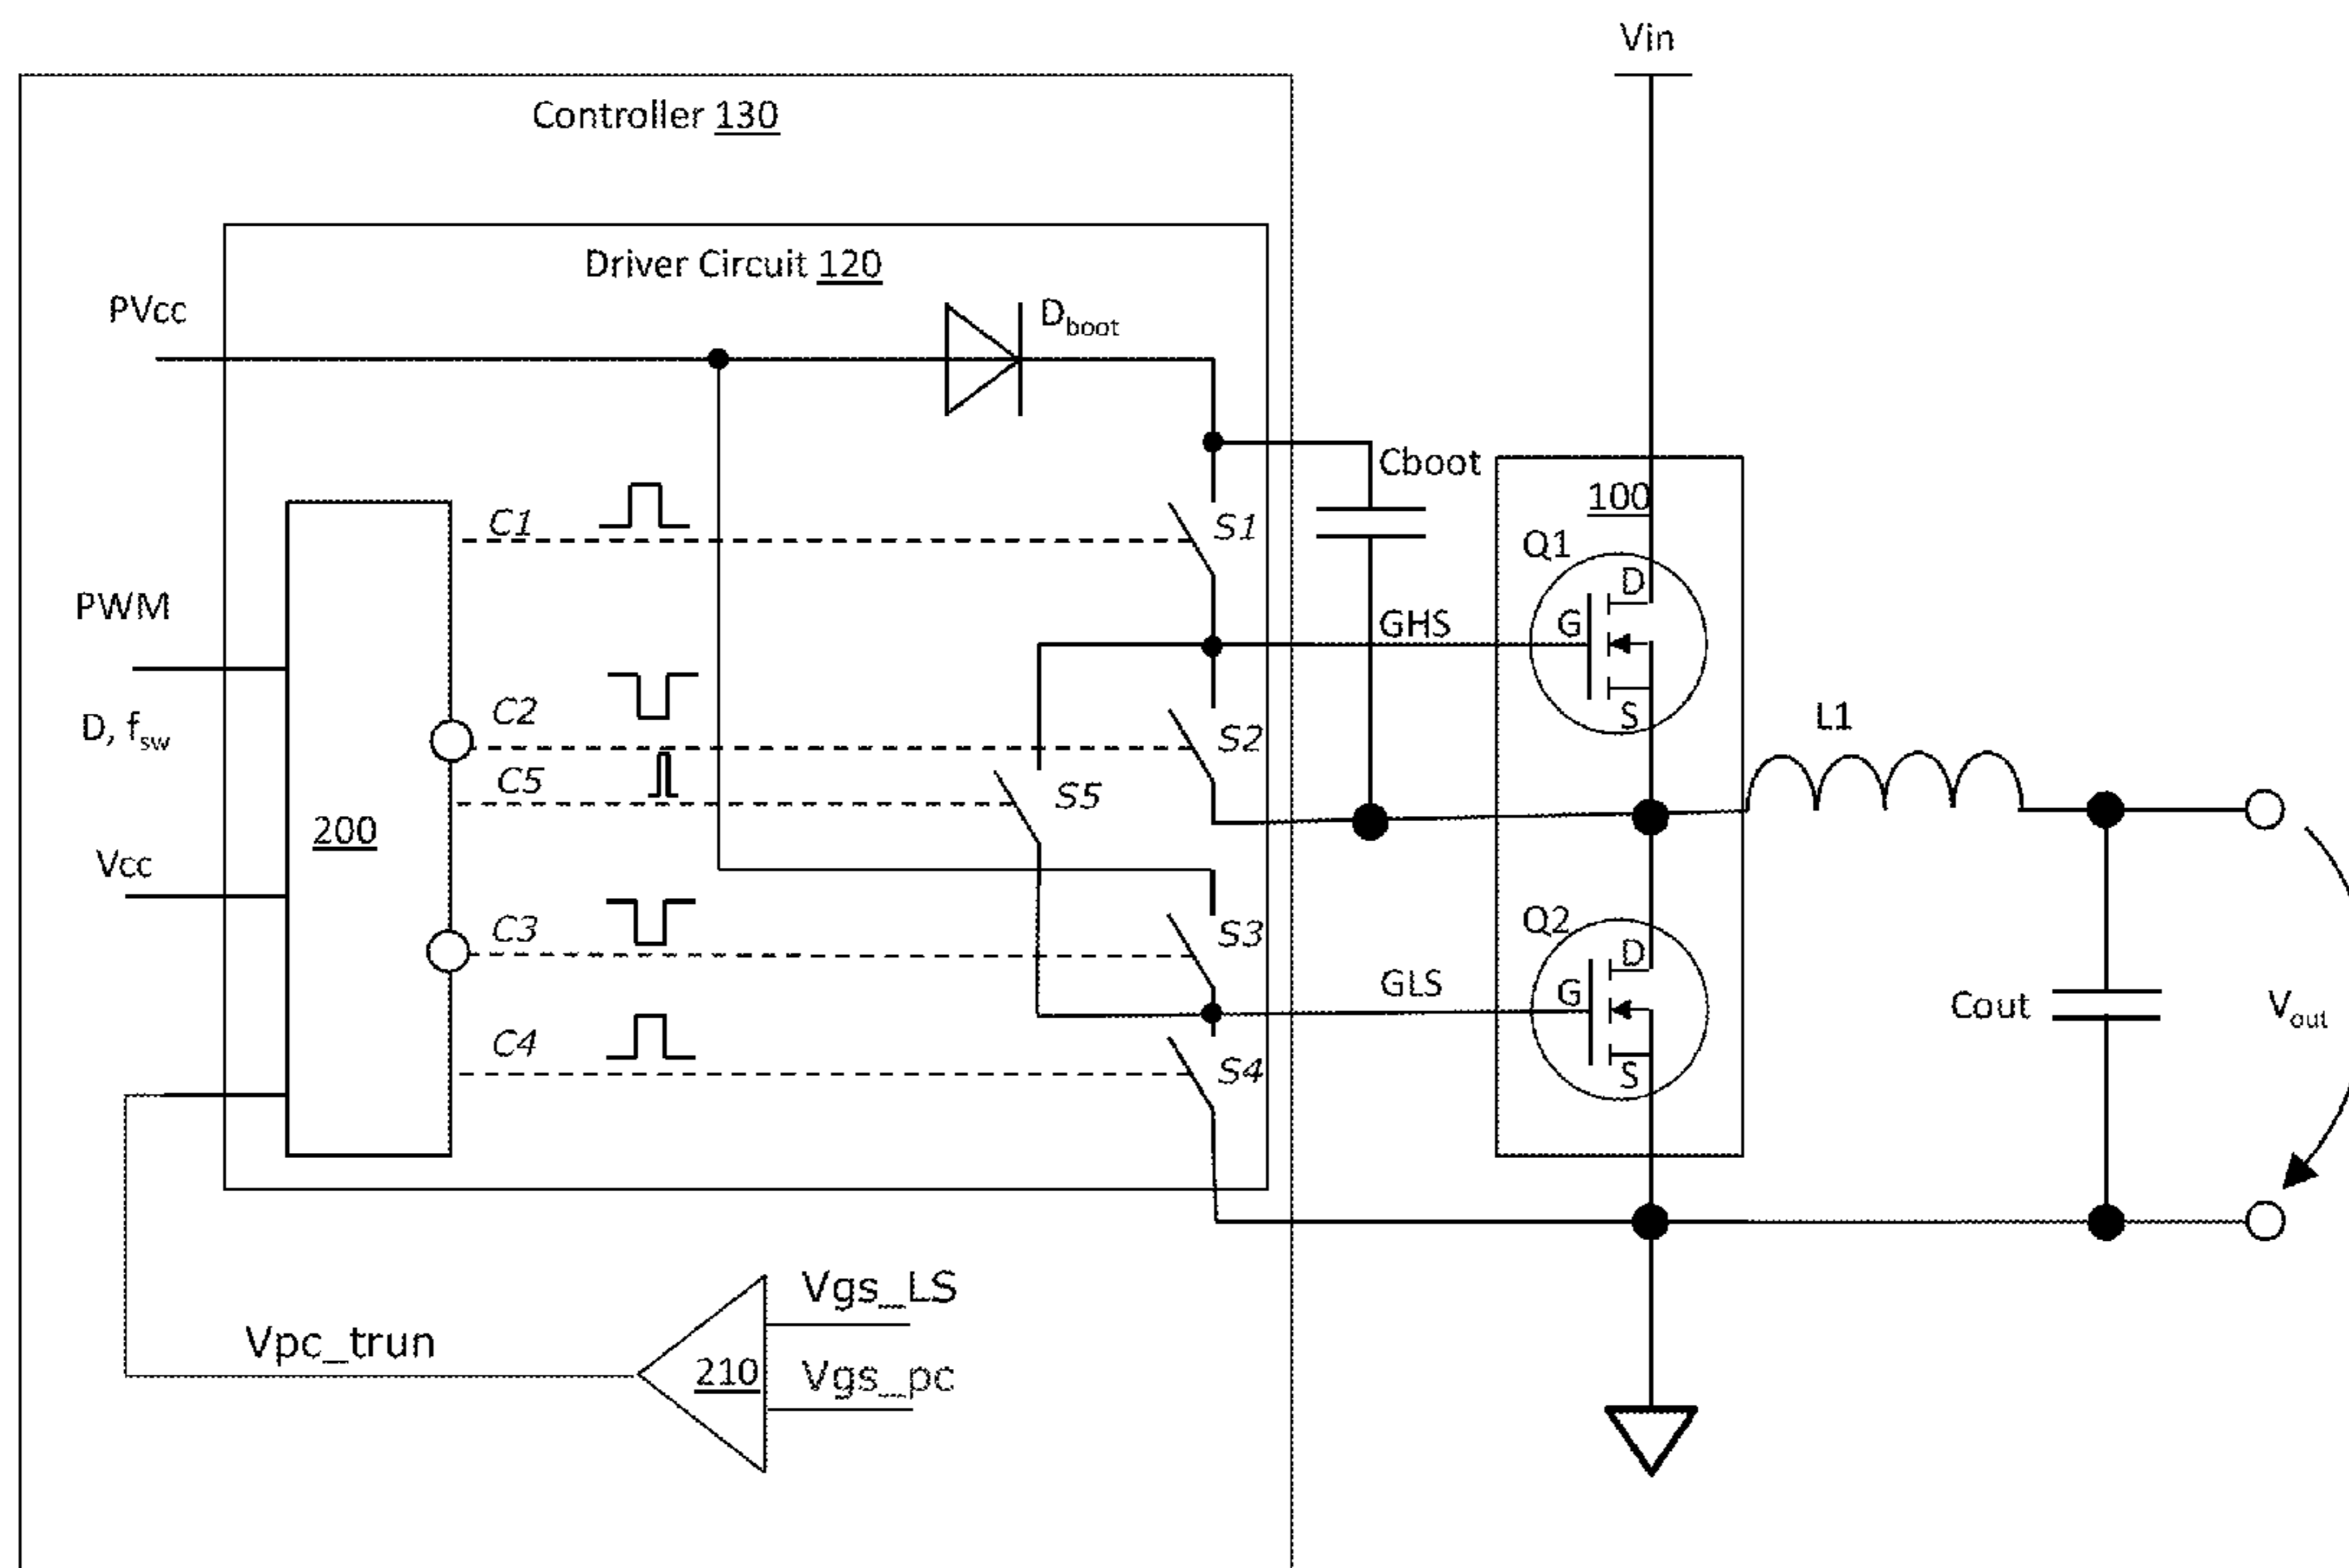 Vin
Controller 130
Driver Circuit 120
PVcc
Dboot
Cboot
100
C1
S1
Q1
D
G
S
PWM
GHS
D, fsw
C2
S2
L1
C5
S5
200
Vcc
C3
S3
Q2
D
G
S
GLS
Cout
Vout
C4
S4
Vgs_LS
Vpc_trun
210
Vgs_pc